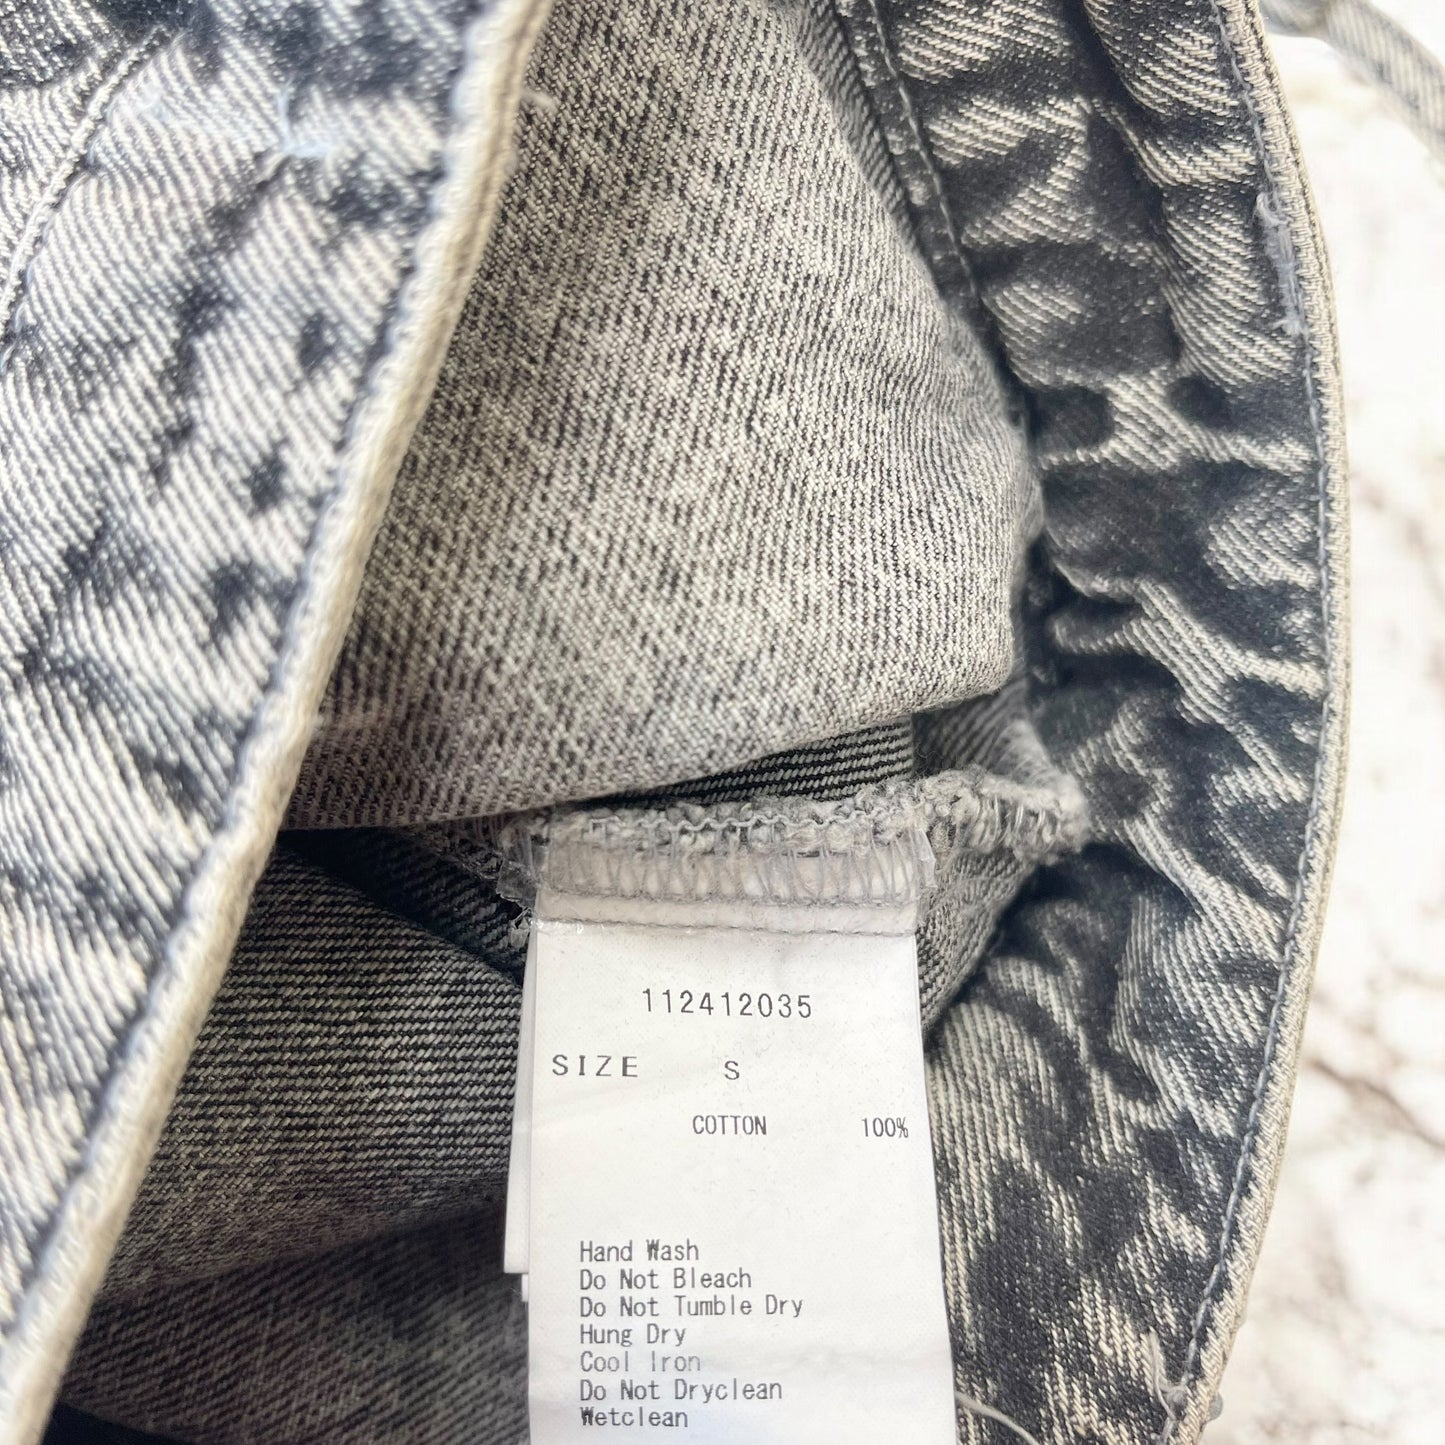 112412035
SIZE S
COTTON 100%
Hand Wash
Do Not Bleach
Do Not Tumble Dry
Hung Dry
Cool Iron
Do Not Dryclean
Wetclean